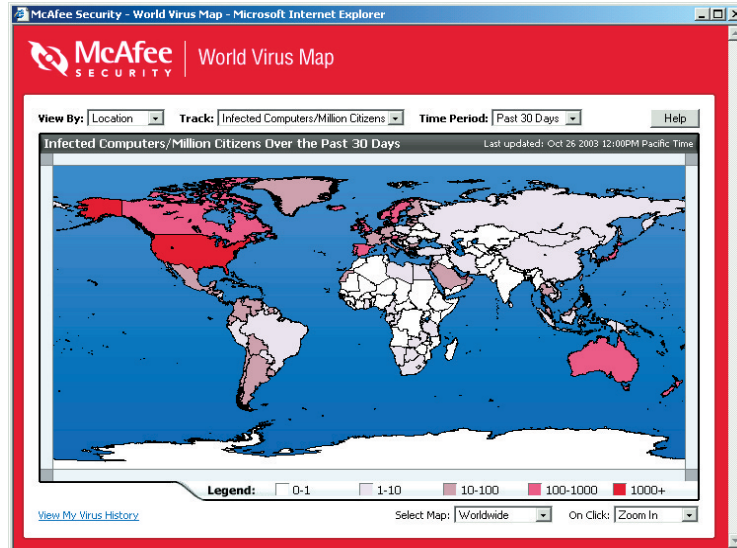 McAfee Security - World Virus Map - Microsoft Internet Explorer
McAfee | World Virus Map
SECURITY
View By: Location Track: Infected Computers/Million Citizens Time Period: Past 30 Days Help
Infected Computers/Million Citizens Over the Past 30 Days Last updated: Oct 26 2003 12:00PM Pacific Time
Legend: 0-1 1-10 10-100 100-1000 1000+
View My Virus History Select Map: Worldwide On Click: Zoom In